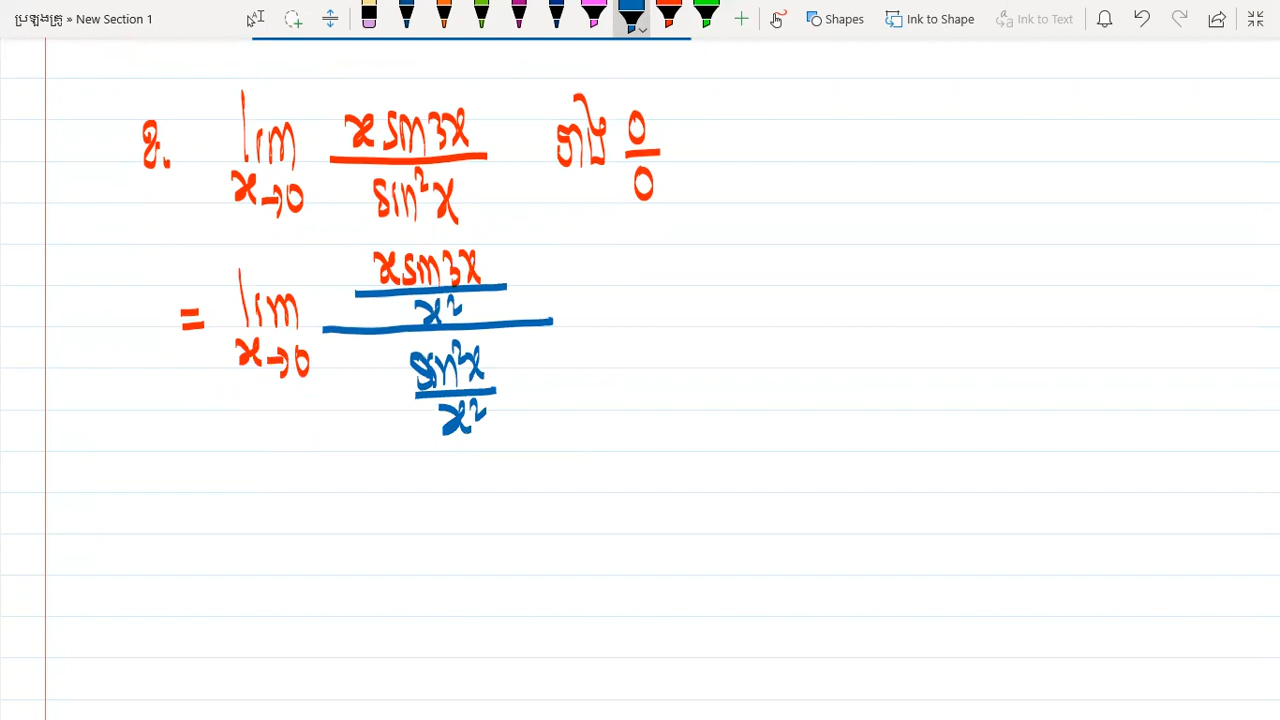 ប្រឡងគ្រូ » New Section 1
Shapes
Ink to Shape
Ink to Text
ខ. lim x→0 x sin3x / sin²x រាង 0/0
= lim x→0 (x sin3x / x²) / (sin²x / x²)